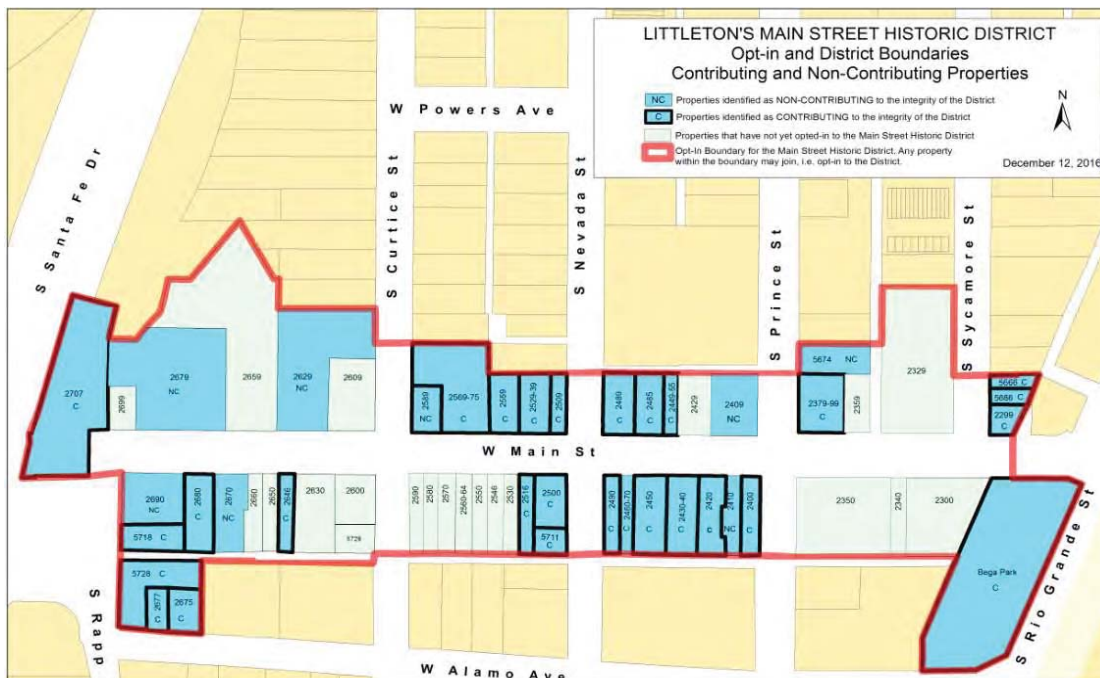 LITTLETON'S MAIN STREET HISTORIC DISTRICT
Opt-in and District Boundaries
Contributing and Non-Contributing Properties
NC Properties identified as NON-CONTRIBUTING to the integrity of the District
C Properties identified as CONTRIBUTING to the integrity of the District
Properties that have not yet opted-in to the Main Street Historic District
Opt-In Boundary for the Main Street Historic District. Any property
within the boundary may join, i.e. opt-in to the District.
N
December 12, 2016
W Powers Ave
S Santa Fe Dr
S Curtice St
S Nevada St
S Prince St
S Sycamore St
2707
C
2699
2679
NC
2659
2629
NC
2609
2589
NC
2569-75
C
2559
C
2529-39
C
2509
C
2489
C
2485
C
2449-65
C
2429
2409
NC
5674 NC
2379-99
C
2359
2329
5666 C
C
2299
C
W Main St
2690
NC
5718 C
2680
C
2670
NC
2660
2650
2646
C
2630
2600
5728
2590
2580
2570
2560-64
2550
2546
2530
2516
C
2500
C
5711
C
2490
C
2460-70
C
2450
C
2430-40
C
2420
C
2410
NC
2400
C
2350
2340
2300
Bega Park
C
5728 C
2677
C
2675
C
S Rapp
W Alamo Ave
S Rio Grande St